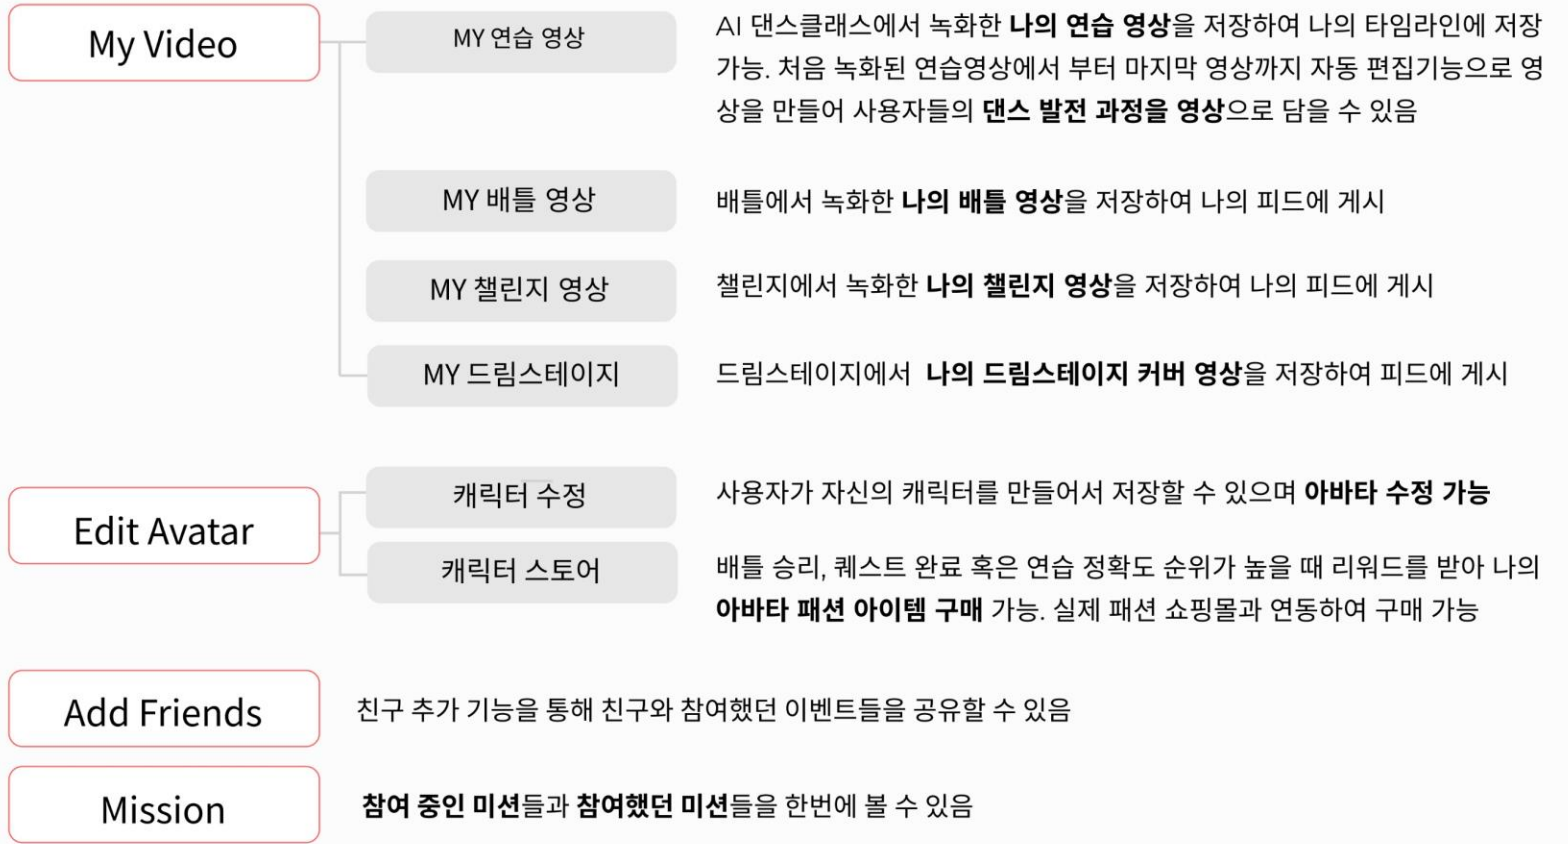 My Video
MY 연습 영상
AI 댄스클래스에서 녹화한 나의 연습 영상을 저장하여 나의 타임라인에 저장
가능. 처음 녹화된 연습영상에서 부터 마지막 영상까지 자동 편집기능으로 영
상을 만들어 사용자들의 댄스 발전 과정을 영상으로 담을 수 있음
MY 배틀 영상
배틀에서 녹화한 나의 배틀 영상을 저장하여 나의 피드에 게시
MY 챌린지 영상
챌린지에서 녹화한 나의 챌린지 영상을 저장하여 나의 피드에 게시
MY 드림스테이지
드림스테이지에서 나의 드림스테이지 커버 영상을 저장하여 피드에 게시
Edit Avatar
캐릭터 수정
사용자가 자신의 캐릭터를 만들어서 저장할 수 있으며 아바타 수정 가능
캐릭터 스토어
배틀 승리, 퀘스트 완료 혹은 연습 정확도 순위가 높을 때 리워드를 받아 나의
아바타 패션 아이템 구매 가능. 실제 패션 쇼핑몰과 연동하여 구매 가능
Add Friends
친구 추가 기능을 통해 친구와 참여했던 이벤트들을 공유할 수 있음
Mission
참여 중인 미션들과 참여했던 미션들을 한번에 볼 수 있음